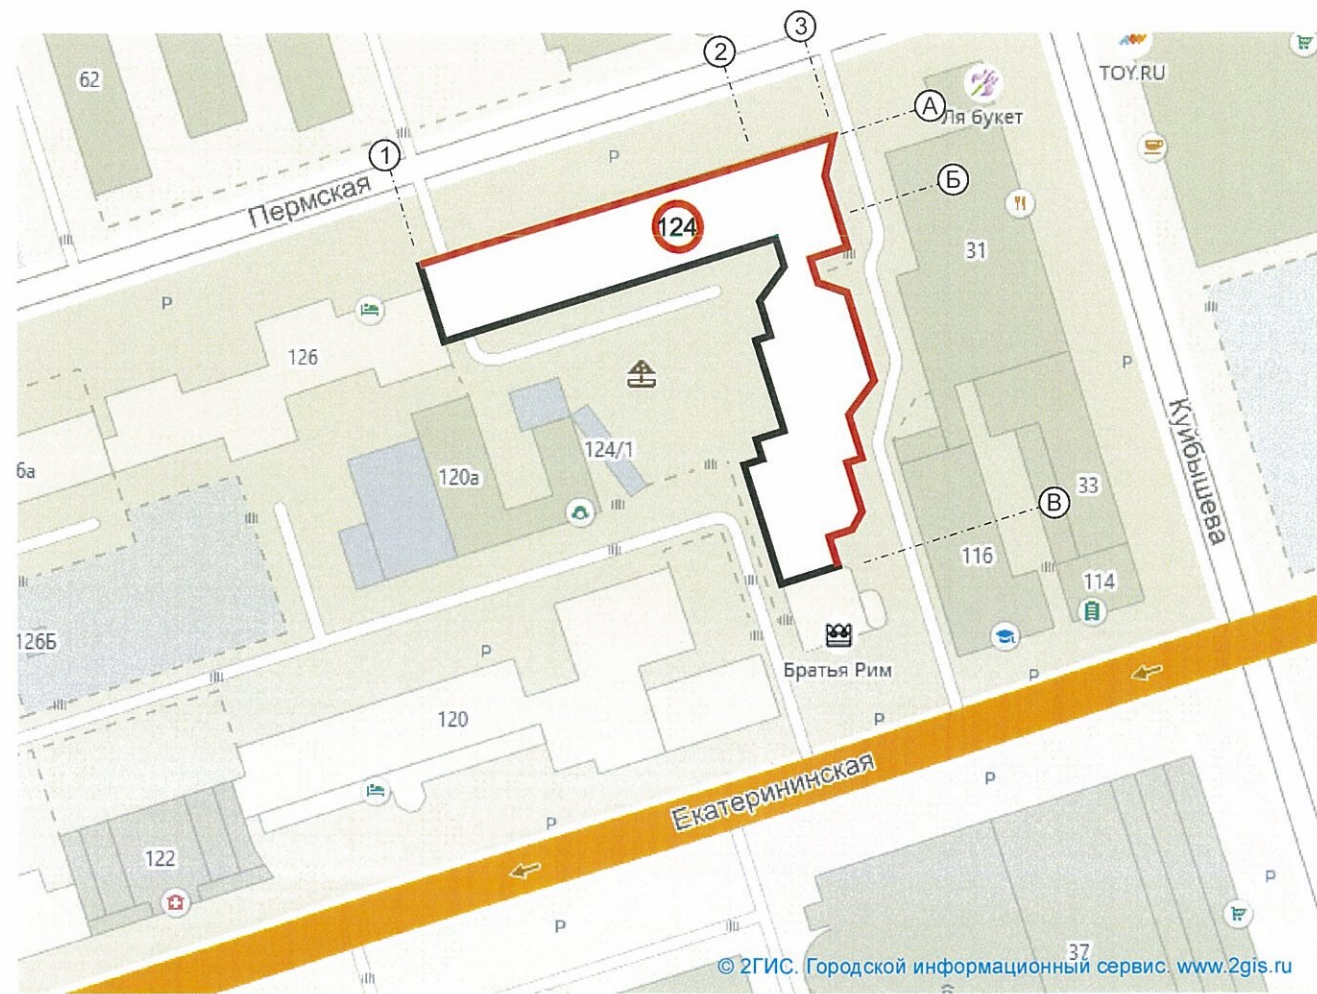 3
2
62
TOY.RU
А
Ля букет
1
P
Б
Пермская
124
31
P
126
P
Куйбышева
6а
124/1
120а
33
В
116
114
126Б
P
Братья Рим
P
120
P
Екатерининская
P
P
122
P
P
37
© 2ГИС. Городской информационный сервис. www.2gis.ru